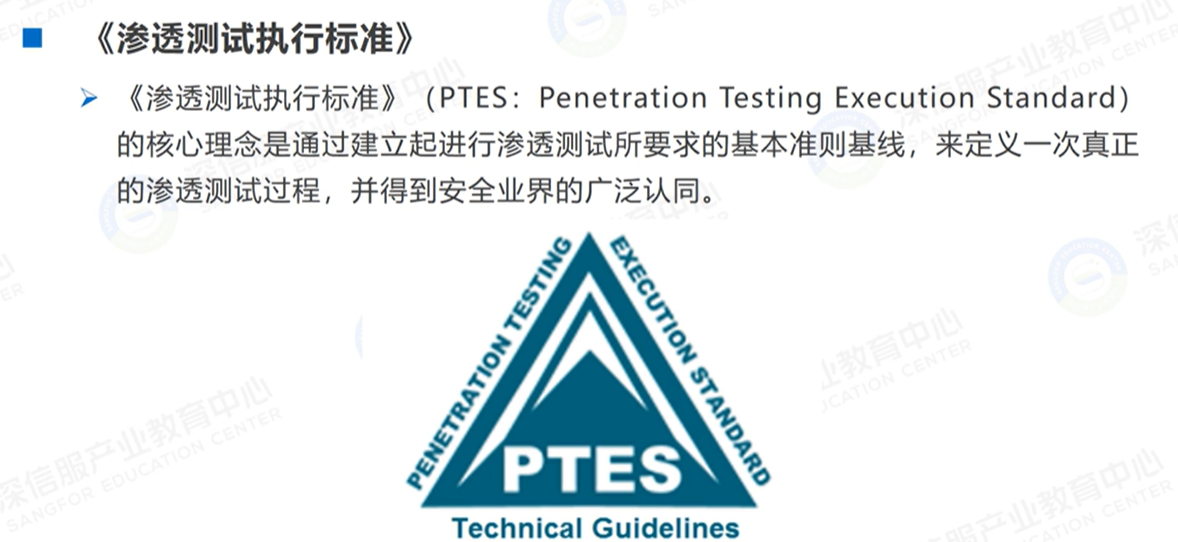 《渗透测试执行标准》
《渗透测试执行标准》（PTES：Penetration Testing Execution Standard）
的核心理念是通过建立起进行渗透测试所要求的基本准则基线，来定义一次真正
的渗透测试过程，并得到安全业界的广泛认同。
PENETRATION TESTING
EXECUTION STANDARD
PTES
Technical Guidelines
深信服产业教育中心
SANGFOR EDUCATION CENTER